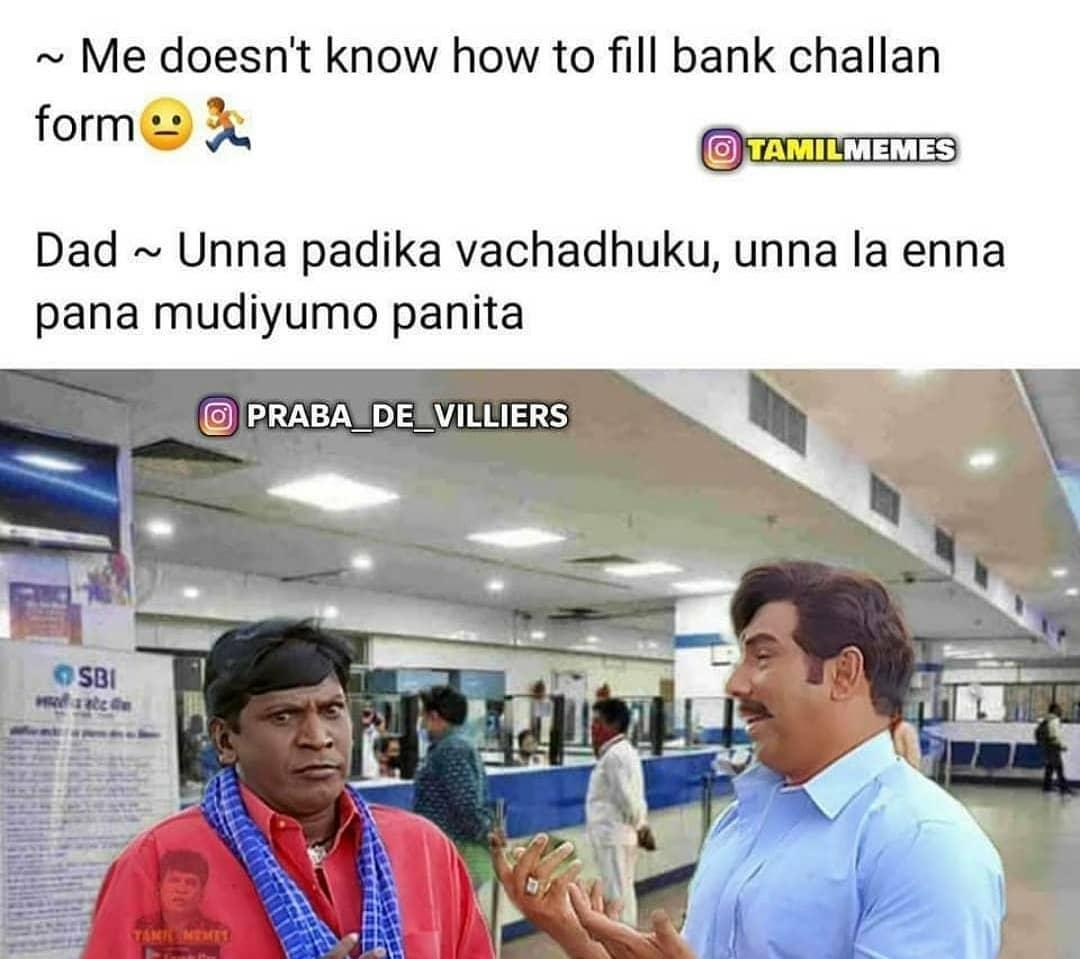 ~ Me doesn't know how to fill bank challan
form😐🏃
TAMILMEMES
Dad ~ Unna padika vachadhuku, unna la enna
pana mudiyumo panita
PRABA_DE_VILLIERS
SBI
TAMIL MEMES